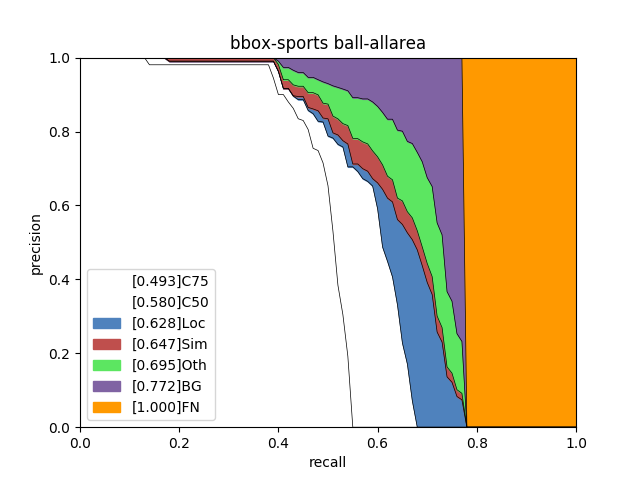 bbox-sports ball-allarea
1.0
0.8
0.6
0.4
0.2
0.0
precision
[0.493]C75
[0.580]C50
[0.628]Loc
[0.647]Sim
[0.695]Oth
[0.772]BG
[1.000]FN
0.0 0.2 0.4 0.6 0.8 1.0
recall